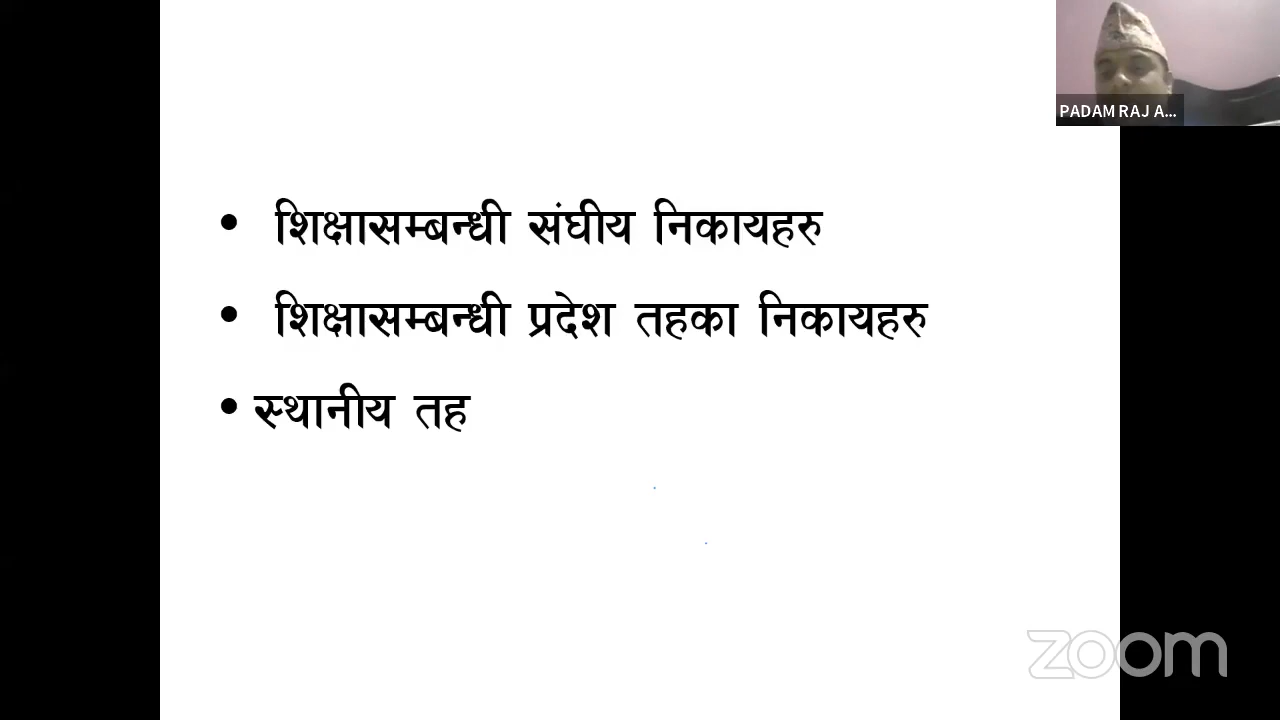 PADAM RAJ A...
• शिक्षासम्बन्धी संघीय निकायहरु
• शिक्षासम्बन्धी प्रदेश तहका निकायहरु
• स्थानीय तह
zoom